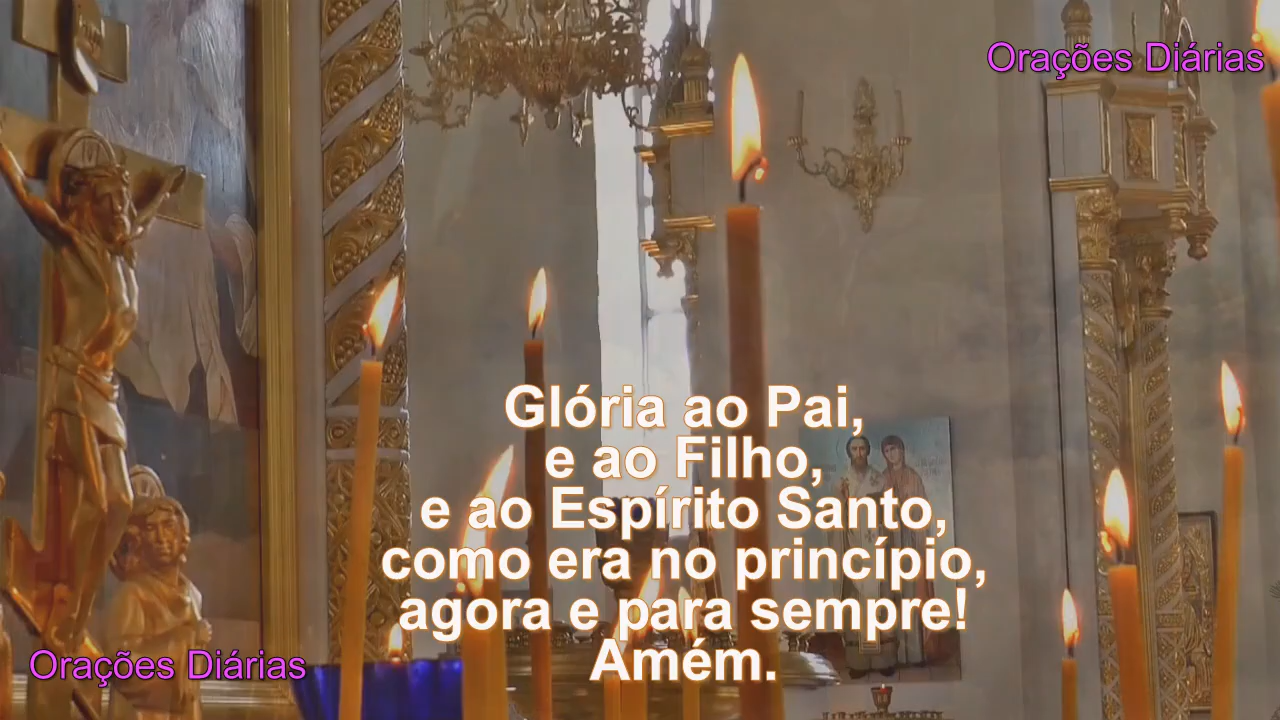 Orações Diárias
Glória ao Pai,
e ao Filho,
e ao Espírito Santo,
como era no princípio,
agora e para sempre!
Amém.
Orações Diárias